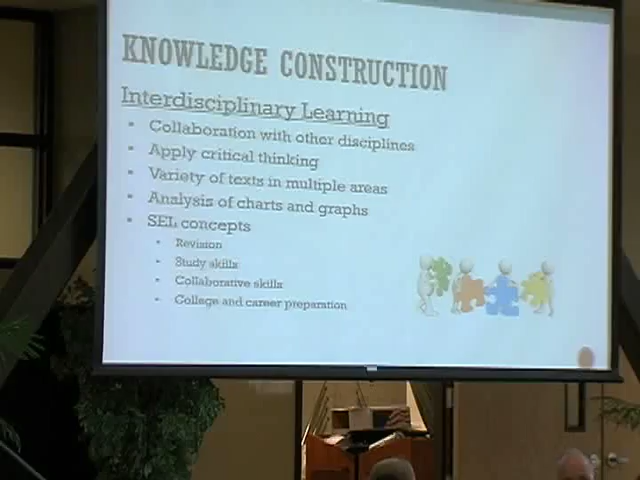 KNOWLEDGE CONSTRUCTION
Interdisciplinary Learning
▪ Collaboration with other disciplines
▪ Apply critical thinking
▪ Variety of texts in multiple areas
▪ Analysis of charts and graphs
▪ SEL concepts
▪ Revision
▪ Study skills
▪ Collaborative skills
▪ College and career preparation